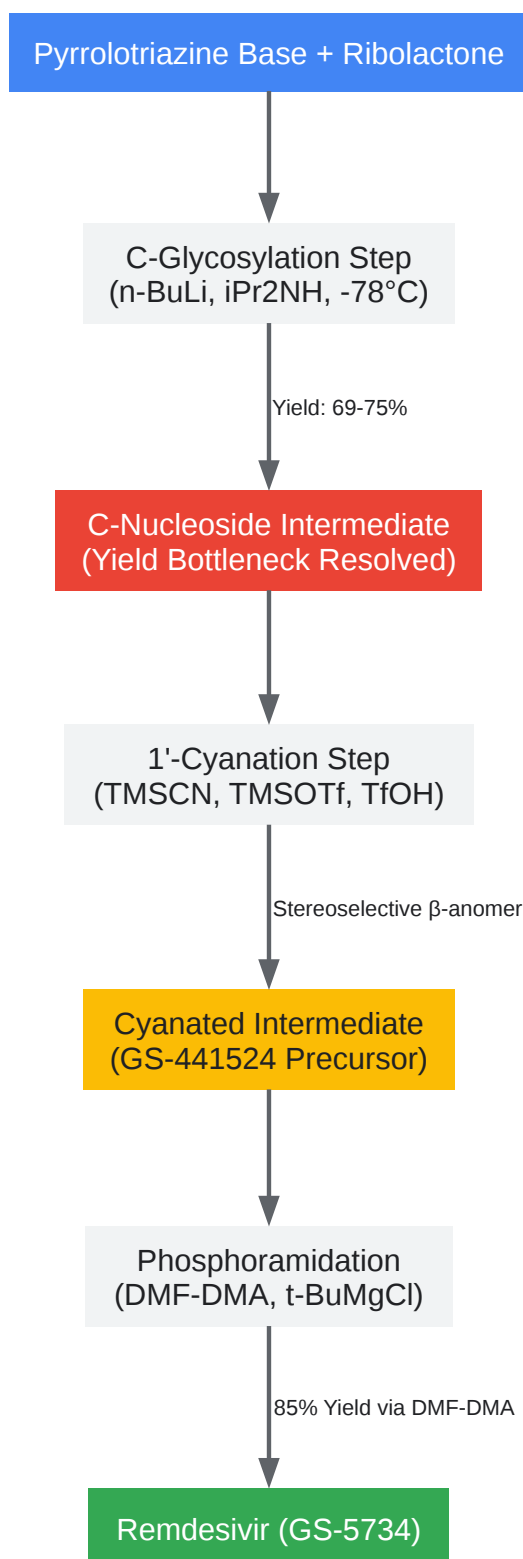 Pyrrolotriazine Base + Ribolactone
C-Glycosylation Step
(n-BuLi, iPr2NH, -78°C)
Yield: 69-75%
C-Nucleoside Intermediate
(Yield Bottleneck Resolved)
1'-Cyanation Step
(TMSCN, TMSOTf, TfOH)
Stereoselective β-anomer
Cyanated Intermediate
(GS-441524 Precursor)
Phosphoramidation
(DMF-DMA, t-BuMgCl)
85% Yield via DMF-DMA
Remdesivir (GS-5734)